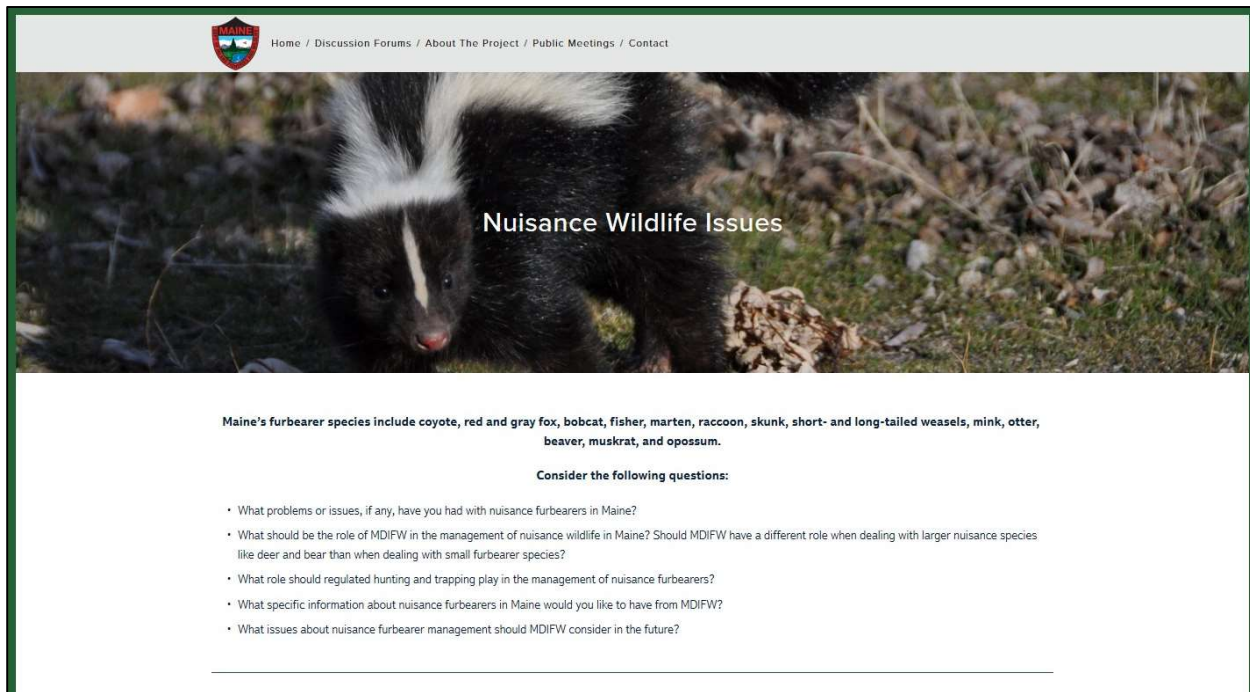 MAINE
Home / Discussion Forums / About The Project / Public Meetings / Contact
Nuisance Wildlife Issues
Maine's furbearer species include coyote, red and gray fox, bobcat, fisher, marten, raccoon, skunk, short- and long-tailed weasels, mink, otter,
beaver, muskrat, and opossum.
Consider the following questions:
• What problems or issues, if any, have you had with nuisance furbearers in Maine?
• What should be the role of MDIFW in the management of nuisance wildlife in Maine? Should MDIFW have a different role when dealing with larger nuisance species
like deer and bear than when dealing with small furbearer species?
• What role should regulated hunting and trapping play in the management of nuisance furbearers?
• What specific information about nuisance furbearers in Maine would you like to have from MDIFW?
• What issues about nuisance furbearer management should MDIFW consider in the future?